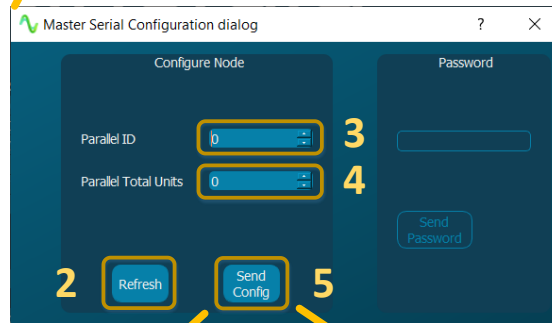 Master Serial Configuration dialog
?
Configure Node
Password
Parallel ID
0
3
Parallel Total Units
0
4
Send
Password
2
Refresh
Send
Config
5